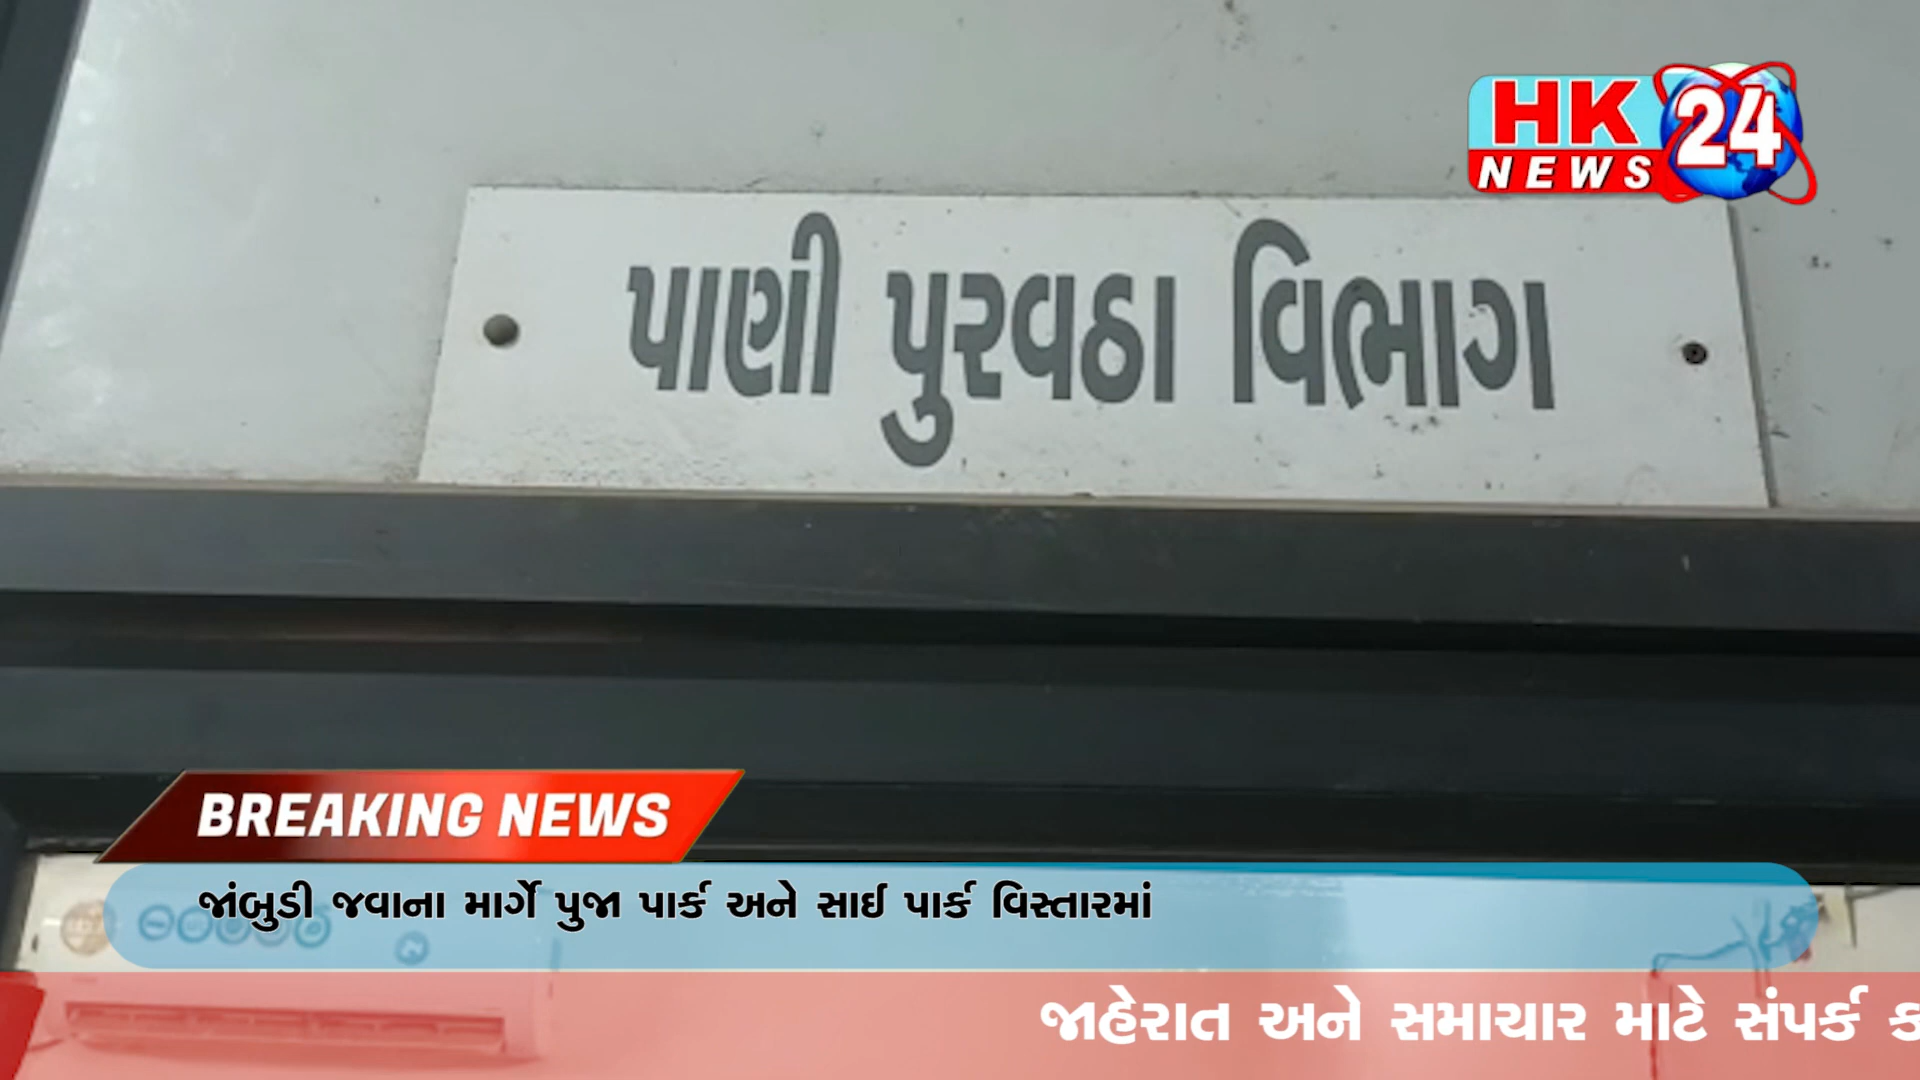 HK 24
NEWS
પાણી પુરવઠા વિભાગ
BREAKING NEWS
જાંબુડી જવાના માર્ગે પુજા પાર્ક અને સાઈ પાર્ક વિસ્તારમાં
જાહેરાત અને સમાચાર માટે સંપર્ક